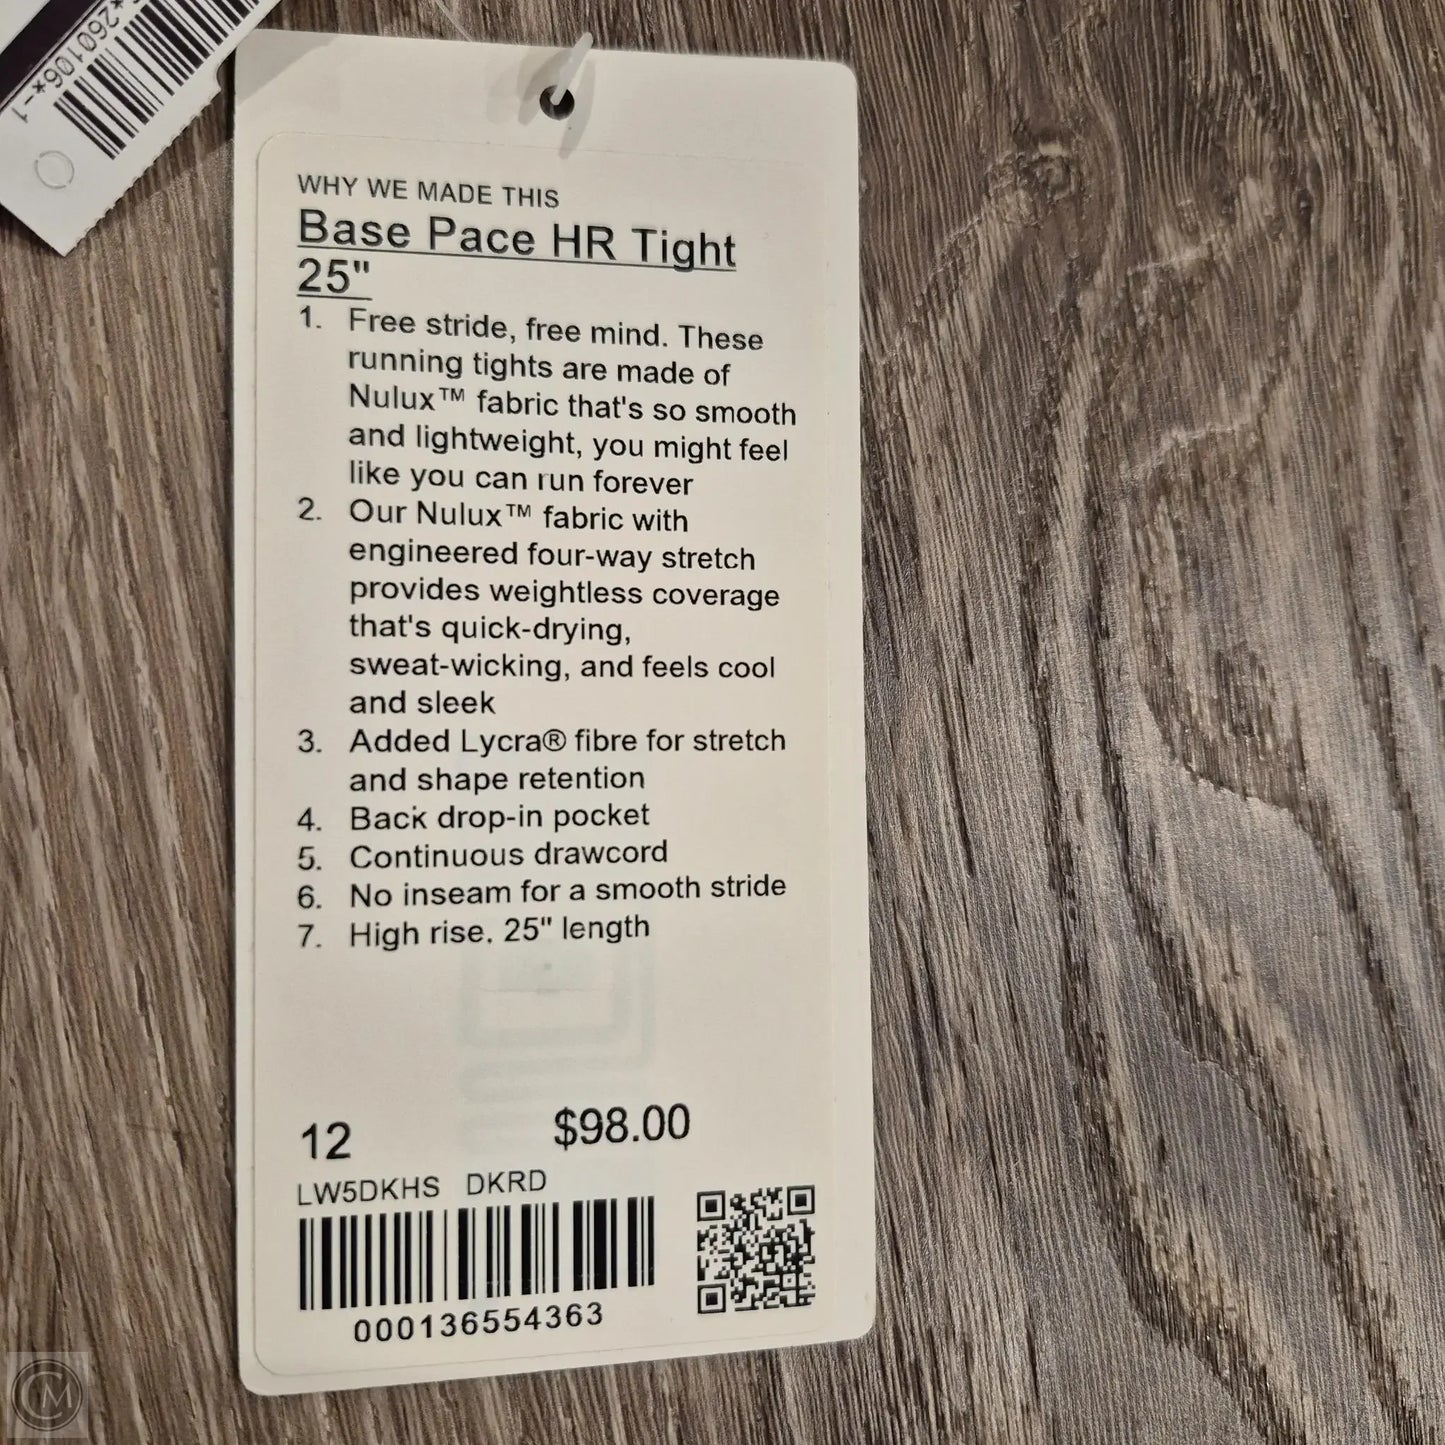 *260106*-1
WHY WE MADE THIS
Base Pace HR Tight
25"
1. Free stride, free mind. These
running tights are made of
Nulux™ fabric that's so smooth
and lightweight, you might feel
like you can run forever
2. Our Nulux™ fabric with
engineered four-way stretch
provides weightless coverage
that's quick-drying,
sweat-wicking, and feels cool
and sleek
3. Added Lycra® fibre for stretch
and shape retention
4. Back drop-in pocket
5. Continuous drawcord
6. No inseam for a smooth stride
7. High rise. 25" length
12 $98.00
LW5DKHS DKRD
000136554363
CM